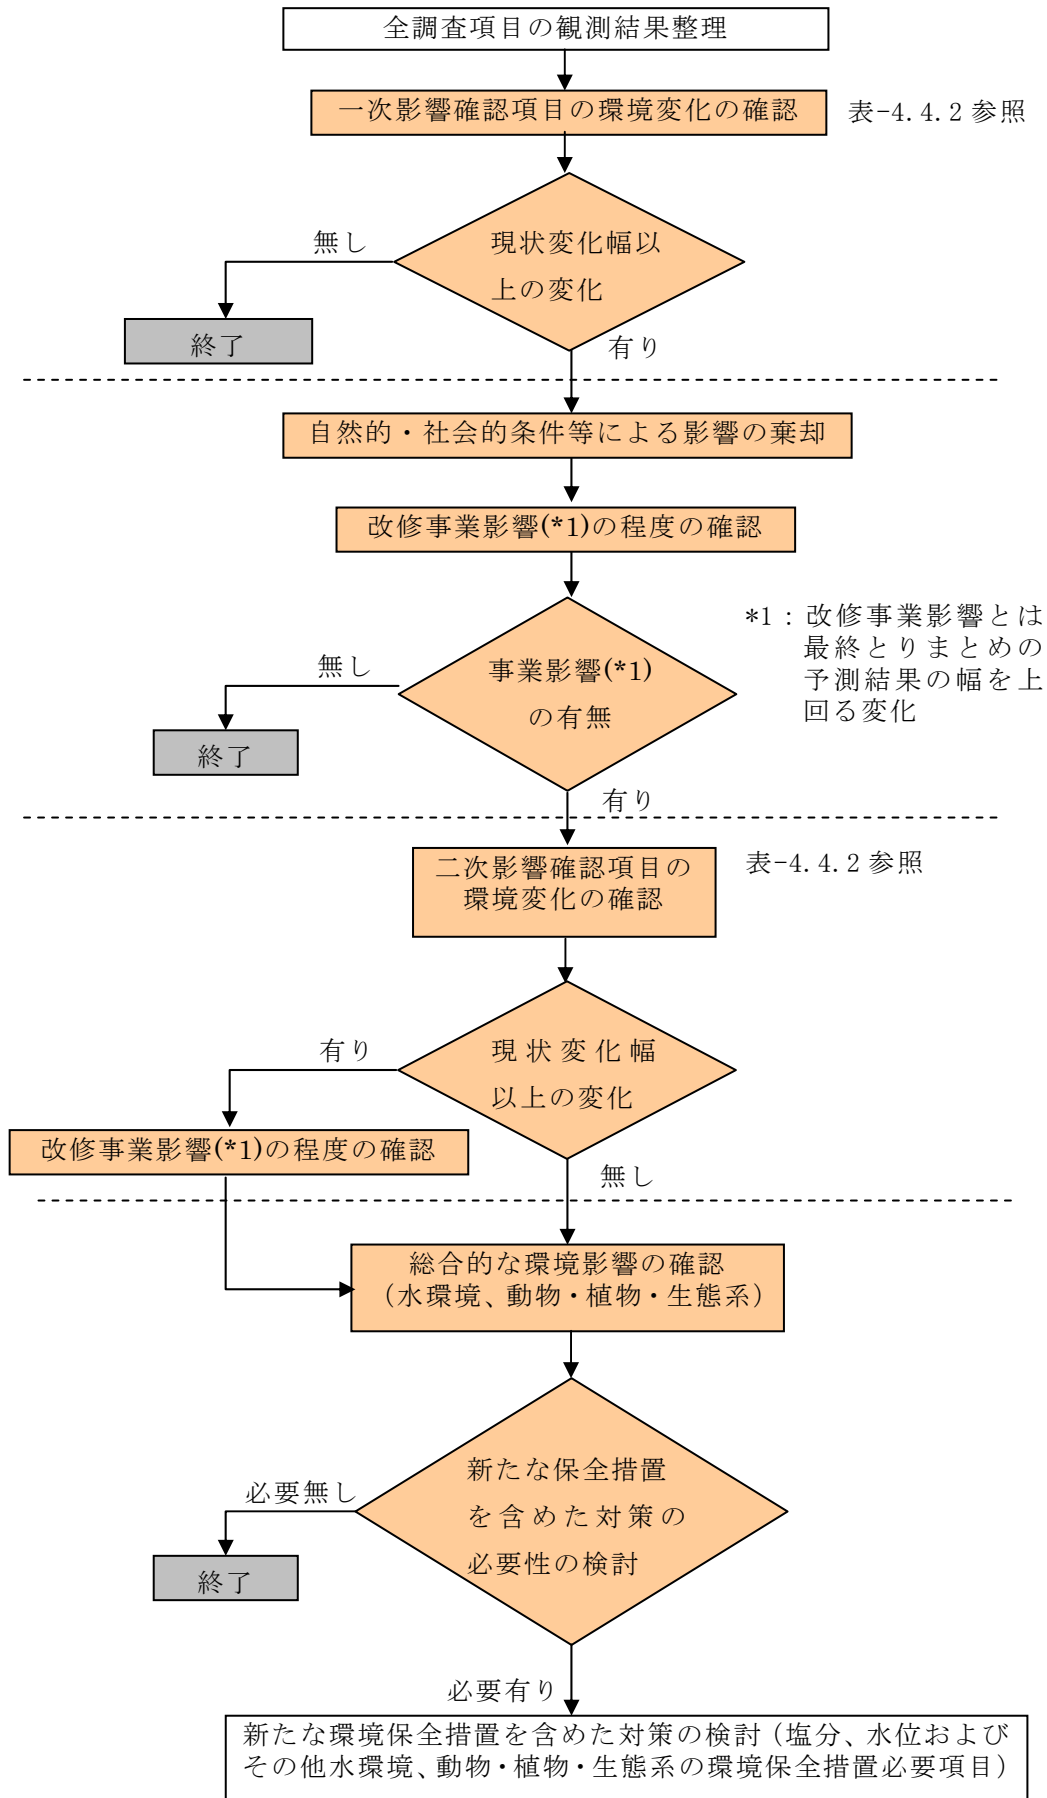 全調査項目の観測結果整理
一次影響確認項目の環境変化の確認
表-4.4.2 参照
現状変化幅以
上の変化
無し
終了
有り
自然的・社会的条件等による影響の棄却
改修事業影響(*1)の程度の確認
*1：改修事業影響とは
最終とりまとめの
予測結果の幅を上
回る変化
事業影響(*1)
の有無
無し
終了
有り
二次影響確認項目の
環境変化の確認
表-4.4.2 参照
現状変化幅
以上の変化
有り
改修事業影響(*1)の程度の確認
無し
総合的な環境影響の確認
（水環境、動物・植物・生態系）
新たな保全措置
を含めた対策の
必要性の検討
必要無し
終了
必要有り
新たな環境保全措置を含めた対策の検討（塩分、水位および
その他水環境、動物・植物・生態系の環境保全措置必要項目）